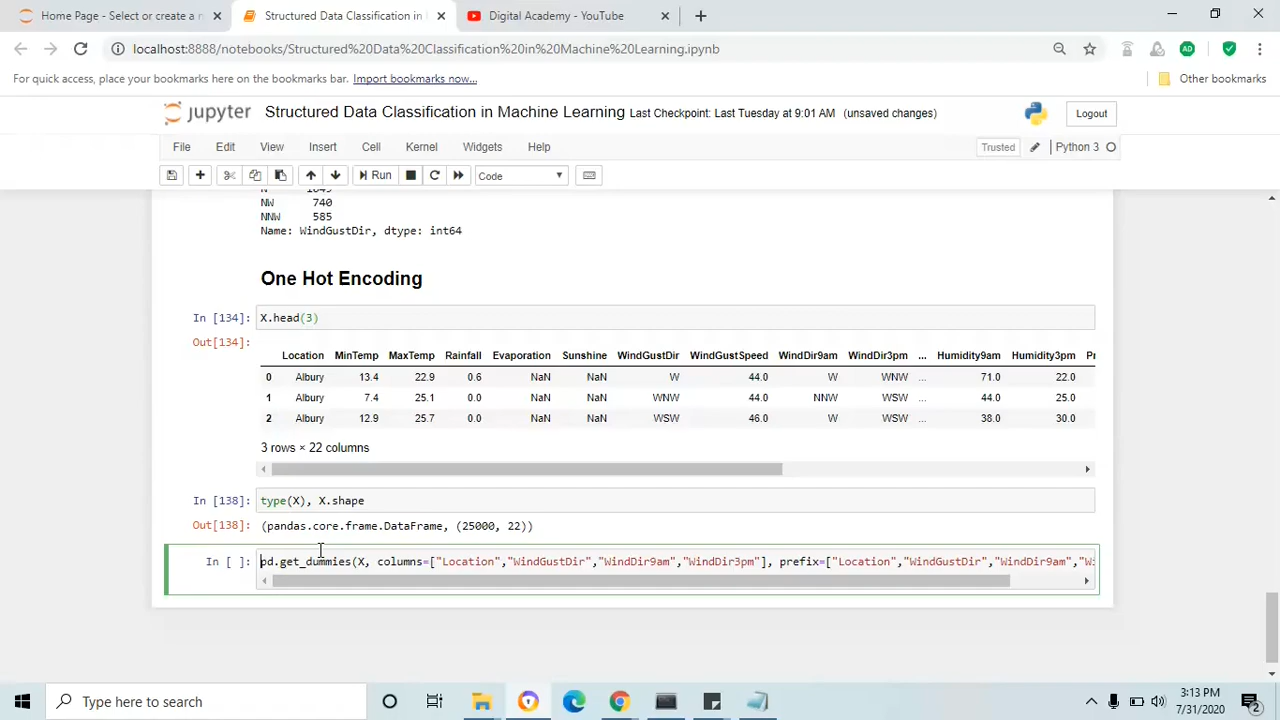 Home Page - Select or create a r
Structured Data Classification in
Digital Academy - YouTube
localhost:8888/notebooks/Structured%20Data%20Classification%20in%20Machine%20Learning.ipynb
For quick access, place your bookmarks here on the bookmarks bar. Import bookmarks now...
Other bookmarks
jupyter Structured Data Classification in Machine Learning Last Checkpoint: Last Tuesday at 9:01 AM (unsaved changes)
Logout
File Edit View Insert Cell Kernel Widgets Help
Trusted Python 3
Run Code
NW 740
NNW 585
Name: WindGustDir, dtype: int64
One Hot Encoding
In [134]: X.head(3)
Out[134]:
Location MinTemp MaxTemp Rainfall Evaporation Sunshine WindGustDir WindGustSpeed WindDir9am WindDir3pm ... Humidity9am Humidity3pm
0 Albury 13.4 22.9 0.6 NaN NaN W 44.0 W WNW ... 71.0 22.0
1 Albury 7.4 25.1 0.0 NaN NaN WNW 44.0 NNW WSW ... 44.0 25.0
2 Albury 12.9 25.7 0.0 NaN NaN WSW 46.0 W WSW ... 38.0 30.0
3 rows × 22 columns
In [138]: type(X), X.shape
Out[138]: (pandas.core.frame.DataFrame, (25000, 22))
In [ ]: pd.get_dummies(X, columns=["Location","WindGustDir","WindDir9am","WindDir3pm"], prefix=["Location","WindGustDir","WindDir9am","W
Type here to search
3:13 PM
7/31/2020
2